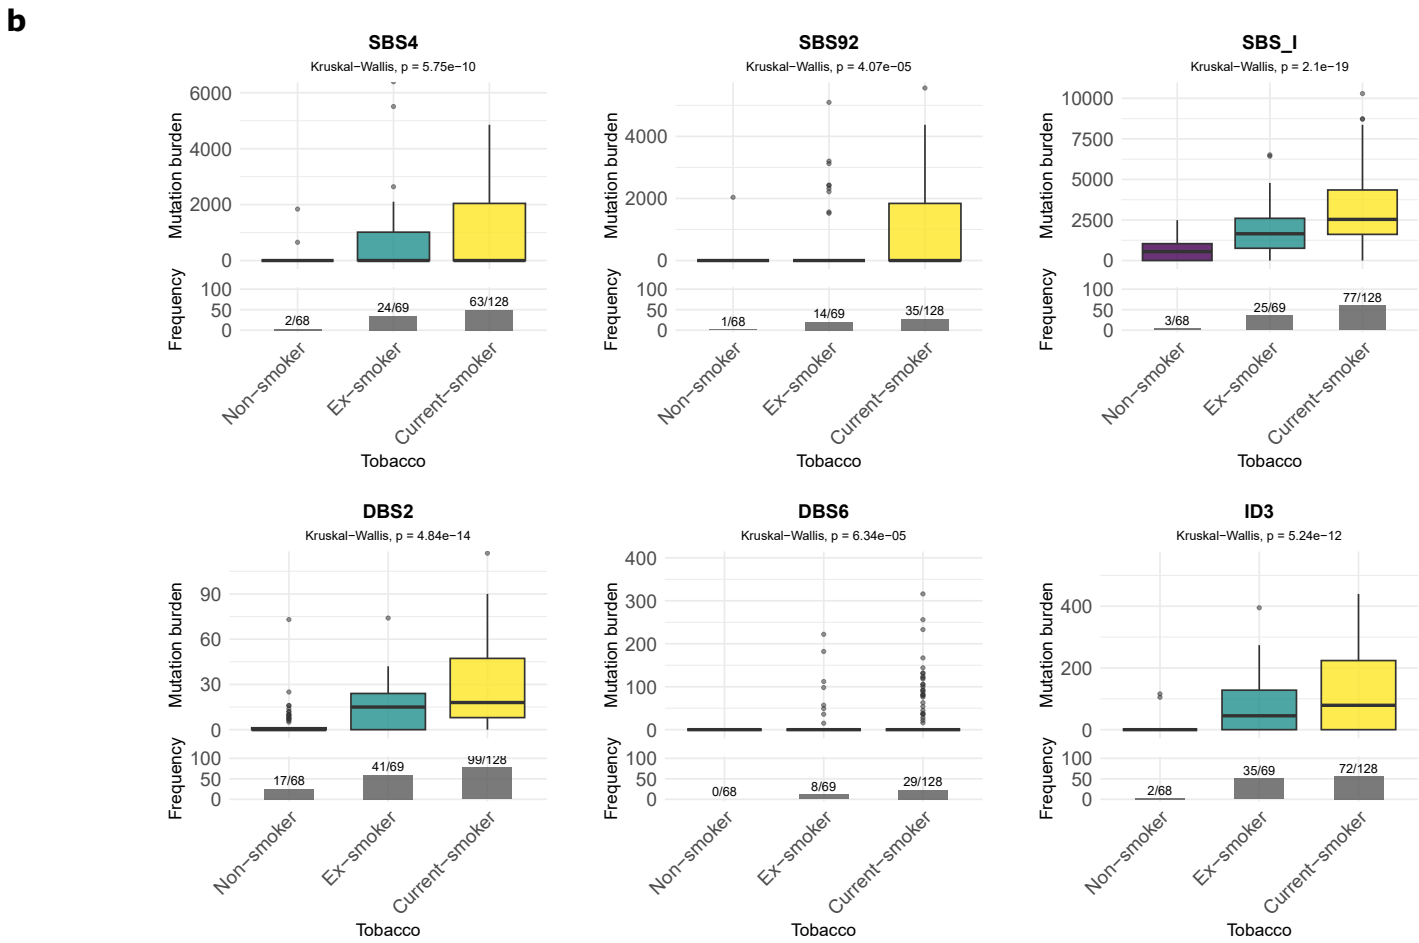 b
SBS4
Kruskal−Wallis, p = 5.75e−10
Mutation burden
6000
4000
2000
0
Frequency
100
50
0
2/68
24/69
63/128
Non−smoker
Ex−smoker
Current−smoker
Tobacco
SBS92
Kruskal−Wallis, p = 4.07e−05
Mutation burden
4000
2000
0
Frequency
100
50
0
1/68
14/69
35/128
Non−smoker
Ex−smoker
Current−smoker
Tobacco
SBS_I
Kruskal−Wallis, p = 2.1e−19
Mutation burden
10000
7500
5000
2500
0
Frequency
100
50
0
3/68
25/69
77/128
Non−smoker
Ex−smoker
Current−smoker
Tobacco
DBS2
Kruskal−Wallis, p = 4.84e−14
Mutation burden
90
60
30
0
Frequency
100
50
0
17/68
41/69
99/128
Non−smoker
Ex−smoker
Current−smoker
Tobacco
DBS6
Kruskal−Wallis, p = 6.34e−05
Mutation burden
400
300
200
100
0
Frequency
100
50
0
0/68
8/69
29/128
Non−smoker
Ex−smoker
Current−smoker
Tobacco
ID3
Kruskal−Wallis, p = 5.24e−12
Mutation burden
400
200
0
Frequency
100
50
0
2/68
35/69
72/128
Non−smoker
Ex−smoker
Current−smoker
Tobacco